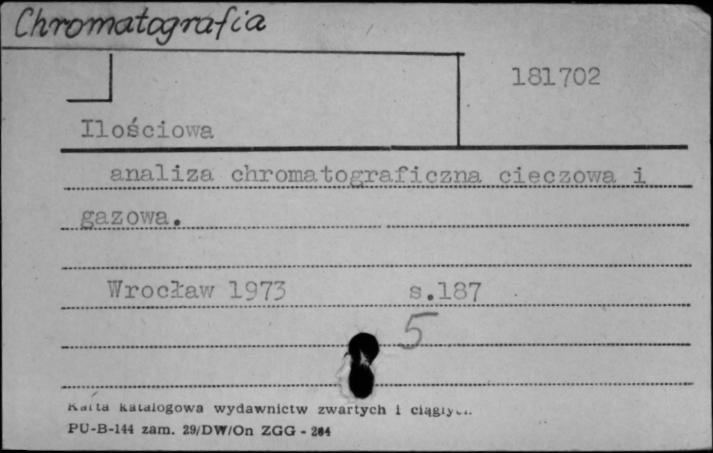 Chromatografia
181702
Ilościowa
analiza chromatograficzna cieczowa i
gazowa.
Wrocław 1973 s.187
5
Karta katalogowa wydawnictw zwartych i ciągłych.
PU-B-144 zam. 29/DW/On ZGG - 264